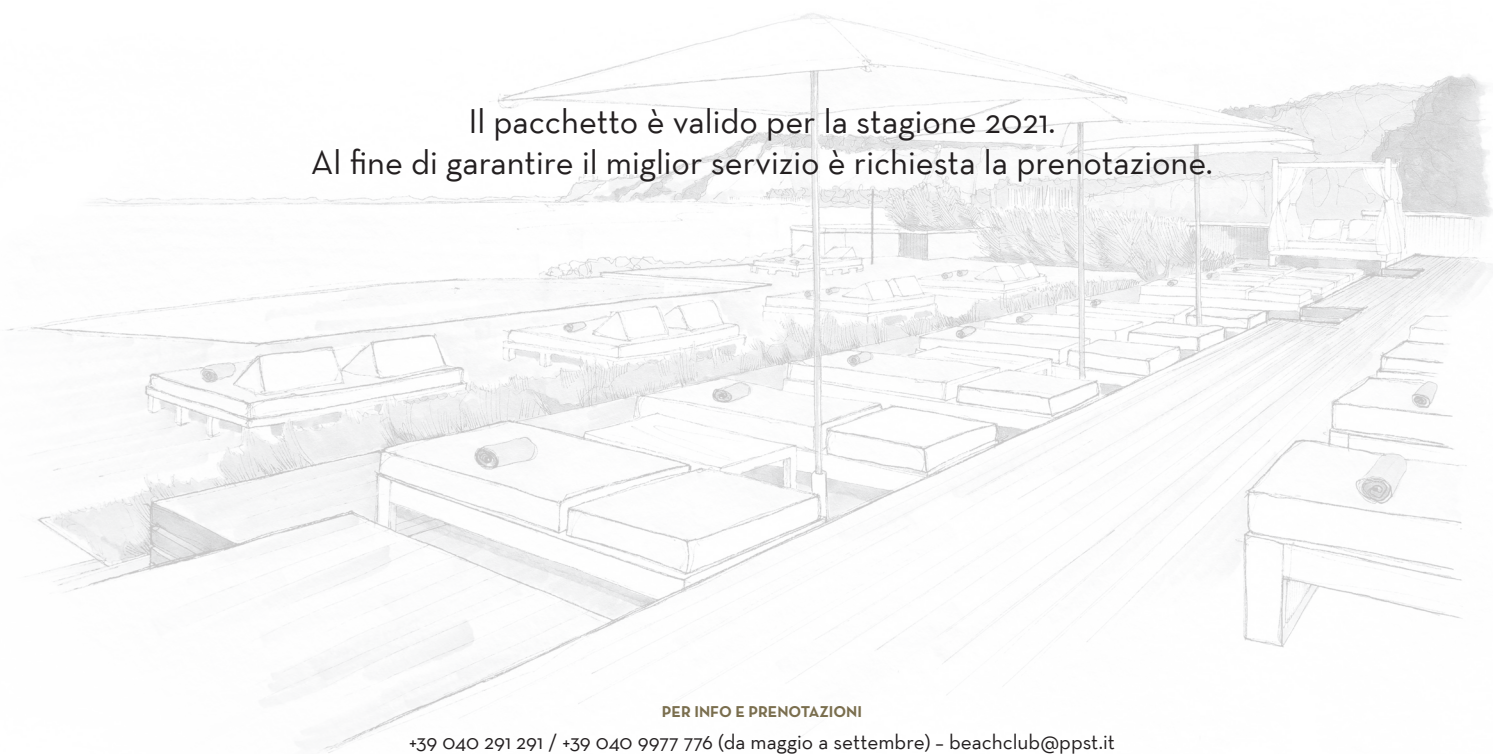 Il pacchetto è valido per la stagione 2021.
Al fine di garantire il miglior servizio è richiesta la prenotazione.
PER INFO E PRENOTAZIONI
+39 040 291 291 / +39 040 9977 776 (da maggio a settembre) – beachclub@ppst.it